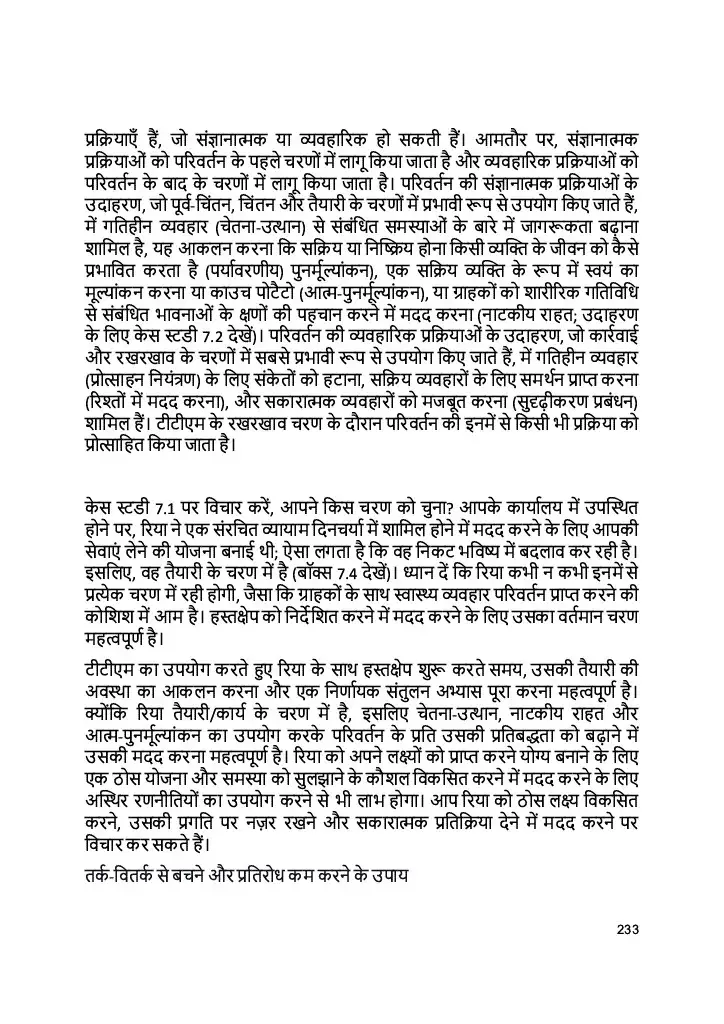 प्रक्रियाएँ हैं, जो संज्ञानात्मक या व्यवहारिक हो सकती हैं। आमतौर पर, संज्ञानात्मक
प्रक्रियाओं को परिवर्तन के पहले चरणों में लागू किया जाता है और व्यवहारिक प्रक्रियाओं को
परिवर्तन के बाद के चरणों में लागू किया जाता है। परिवर्तन की संज्ञानात्मक प्रक्रियाओं के
उदाहरण, जो पूर्व-चिंतन, चिंतन और तैयारी के चरणों में प्रभावी रूप से उपयोग किए जाते हैं,
में गतिहीन व्यवहार (चेतना-उत्थान) से संबंधित समस्याओं के बारे में जागरूकता बढ़ाना
शामिल है, यह आकलन करना कि सक्रिय या निष्क्रिय होना किसी व्यक्ति के जीवन को कैसे
प्रभावित करता है (पर्यावरणीय) पुनर्मूल्यांकन), एक सक्रिय व्यक्ति के रूप में स्वयं का
मूल्यांकन करना या काउच पोटैटो (आत्म-पुनर्मूल्यांकन), या ग्राहकों को शारीरिक गतिविधि
से संबंधित भावनाओं के क्षणों की पहचान करने में मदद करना (नाटकीय राहत; उदाहरण
के लिए केस स्टडी 7.2 देखें)। परिवर्तन की व्यवहारिक प्रक्रियाओं के उदाहरण, जो कार्रवाई
और रखरखाव के चरणों में सबसे प्रभावी रूप से उपयोग किए जाते हैं, में गतिहीन व्यवहार
(प्रोत्साहन नियंत्रण) के लिए संकेतों को हटाना, सक्रिय व्यवहारों के लिए समर्थन प्राप्त करना
(रिश्तों में मदद करना), और सकारात्मक व्यवहारों को मजबूत करना (सुदृढ़ीकरण प्रबंधन)
शामिल हैं। टीटीएम के रखरखाव चरण के दौरान परिवर्तन की इनमें से किसी भी प्रक्रिया को
प्रोत्साहित किया जाता है।
केस स्टडी 7.1 पर विचार करें, आपने किस चरण को चुना? आपके कार्यालय में उपस्थित
होने पर, रिया ने एक संरचित व्यायाम दिनचर्या में शामिल होने में मदद करने के लिए आपकी
सेवाएं लेने की योजना बनाई थी; ऐसा लगता है कि वह निकट भविष्य में बदलाव कर रही है।
इसलिए, वह तैयारी के चरण में है (बॉक्स 7.4 देखें)। ध्यान दें कि रिया कभी न कभी इनमें से
प्रत्येक चरण में रही होगी, जैसा कि ग्राहकों के साथ स्वास्थ्य व्यवहार परिवर्तन प्राप्त करने की
कोशिश में आम है। हस्तक्षेप को निर्देशित करने में मदद करने के लिए उसका वर्तमान चरण
महत्वपूर्ण है।
टीटीएम का उपयोग करते हुए रिया के साथ हस्तक्षेप शुरू करते समय, उसकी तैयारी की
अवस्था का आकलन करना और एक निर्णायक संतुलन अभ्यास पूरा करना महत्वपूर्ण है।
क्योंकि रिया तैयारी/कार्य के चरण में है, इसलिए चेतना-उत्थान, नाटकीय राहत और
आत्म-पुनर्मूल्यांकन का उपयोग करके परिवर्तन के प्रति उसकी प्रतिबद्धता को बढ़ाने में
उसकी मदद करना महत्वपूर्ण है। रिया को अपने लक्ष्यों को प्राप्त करने योग्य बनाने के लिए
एक ठोस योजना और समस्या को सुलझाने के कौशल विकसित करने में मदद करने के लिए
अस्थिर रणनीतियों का उपयोग करने से भी लाभ होगा। आप रिया को ठोस लक्ष्य विकसित
करने, उसकी प्रगति पर नज़र रखने और सकारात्मक प्रतिक्रिया देने में मदद करने पर
विचार कर सकते हैं।
तर्क-वितर्क से बचने और प्रतिरोध कम करने के उपाय
233